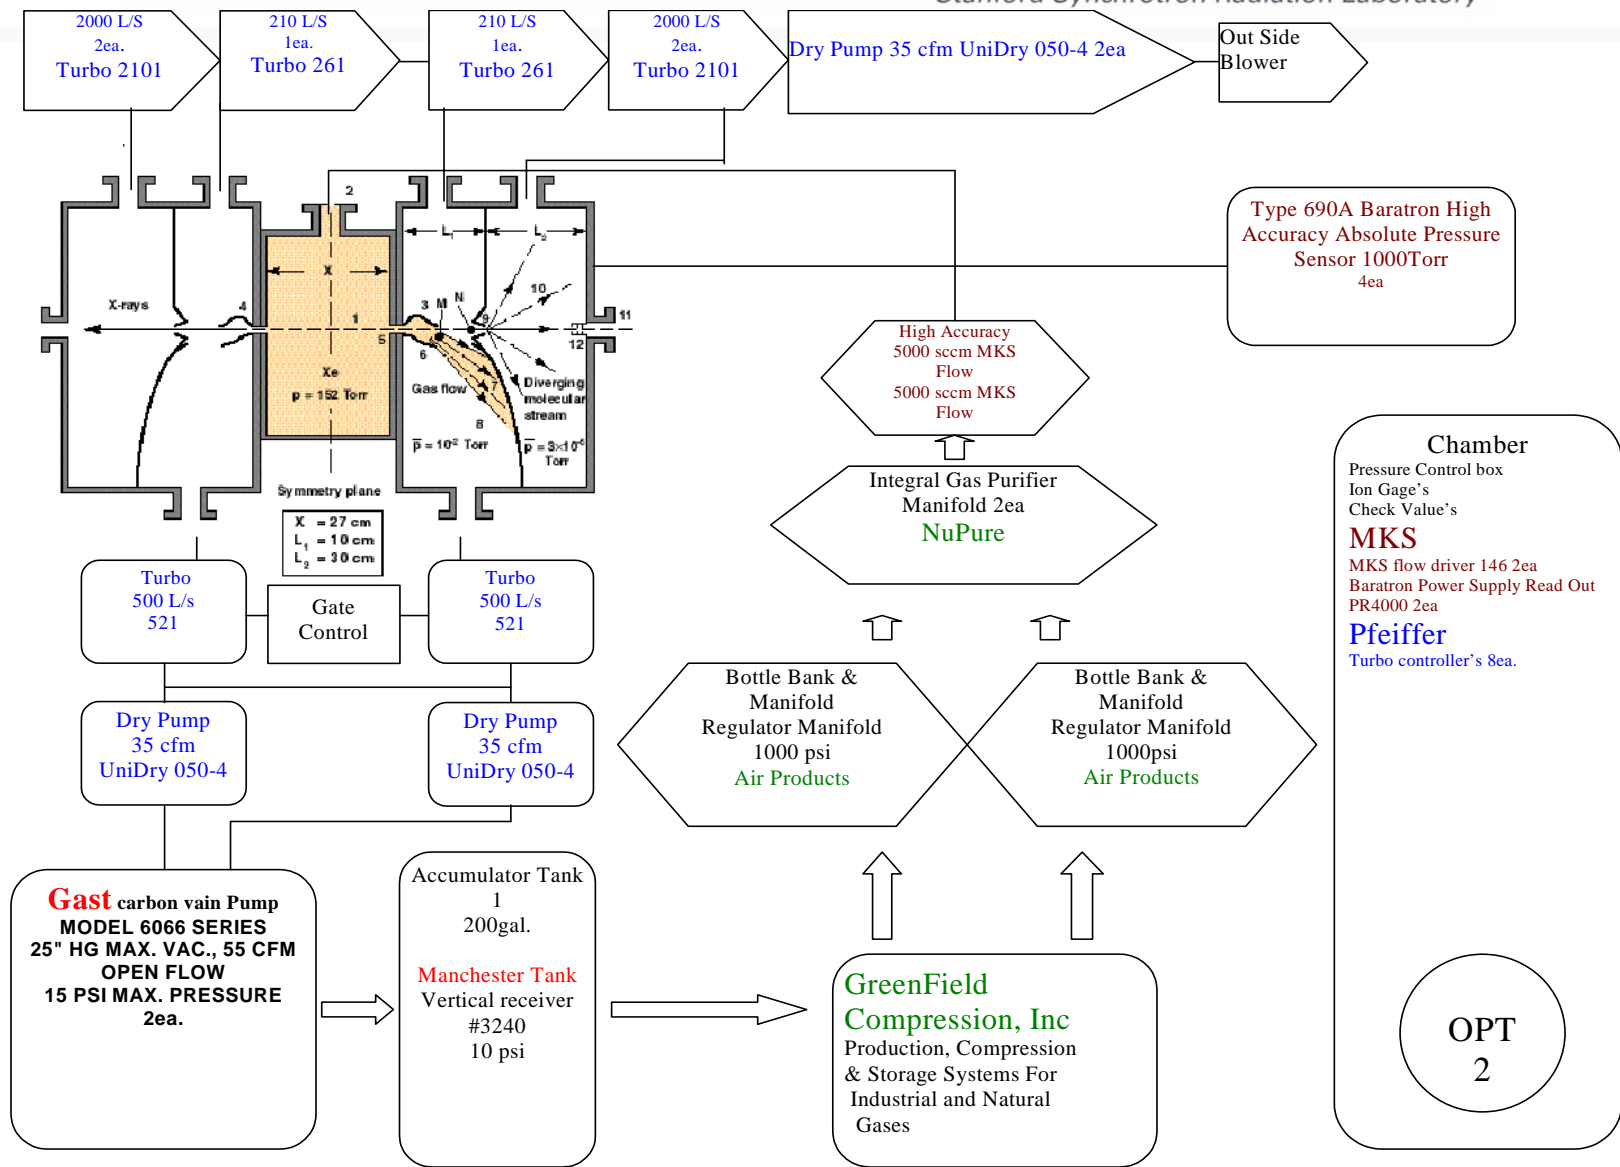 Stanford Synchrotron Radiation Laboratory
2000 L/S
2ea.
Turbo 2101
210 L/S
1ea.
Turbo 261
210 L/S
1ea.
Turbo 261
2000 L/S
2ea.
Turbo 2101
Dry Pump 35 cfm UniDry 050-4 2ea
Out Side
Blower
2
L1
L2
X
X-rays
4
1
3
M
N
10
9
11
5
6
12
Xe
p = 152 Torr
Gas flow
7
Diverging
molecular
stream
8
p = 10-2 Torr
p = 3×10-6
Torr
Symmetry plane
X = 27 cm
L1 = 10 cm
L2 = 30 cm
Type 690A Baratron High
Accuracy Absolute Pressure
Sensor 1000Torr
4ea
High Accuracy
5000 sccm MKS
Flow
5000 sccm MKS
Flow
Integral Gas Purifier
Manifold 2ea
NuPure
Turbo
500 L/s
521
Gate
Control
Turbo
500 L/s
521
Dry Pump
35 cfm
UniDry 050-4
Dry Pump
35 cfm
UniDry 050-4
Bottle Bank &
Manifold
Regulator Manifold
1000 psi
Air Products
Bottle Bank &
Manifold
Regulator Manifold
1000psi
Air Products
Chamber
Pressure Control box
Ion Gage's
Check Value's
MKS
MKS flow driver 146 2ea
Baratron Power Supply Read Out
PR4000 2ea
Pfeiffer
Turbo controller's 8ea.
OPT
2
Gast carbon vain Pump
MODEL 6066 SERIES
25" HG MAX. VAC., 55 CFM
OPEN FLOW
15 PSI MAX. PRESSURE
2ea.
Accumulator Tank
1
200gal.
Manchester Tank
Vertical receiver
#3240
10 psi
GreenField
Compression, Inc
Production, Compression
& Storage Systems For
Industrial and Natural
Gases